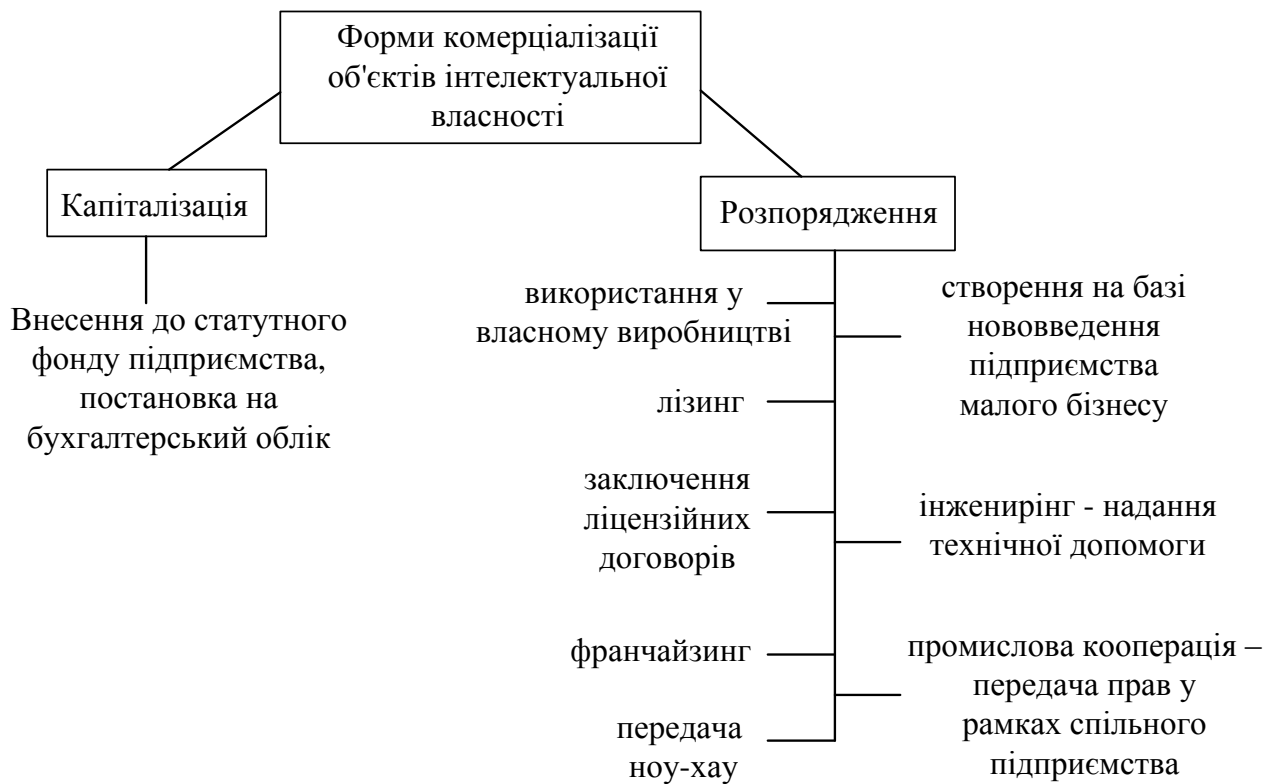 Форми комерціалізації
об'єктів інтелектуальної
власності
Капіталізація
Внесення до статутного
фонду підприємства,
постановка на
бухгалтерський облік
Розпорядження
використання у
власному виробництві
лізинг
заключення
ліцензійних
договорів
франчайзинг
передача
ноу-хау
створення на базі
нововведення
підприємства
малого бізнесу
інженирінг - надання
технічної допомоги
промислова кооперація –
передача прав у
рамках спільного
підприємства